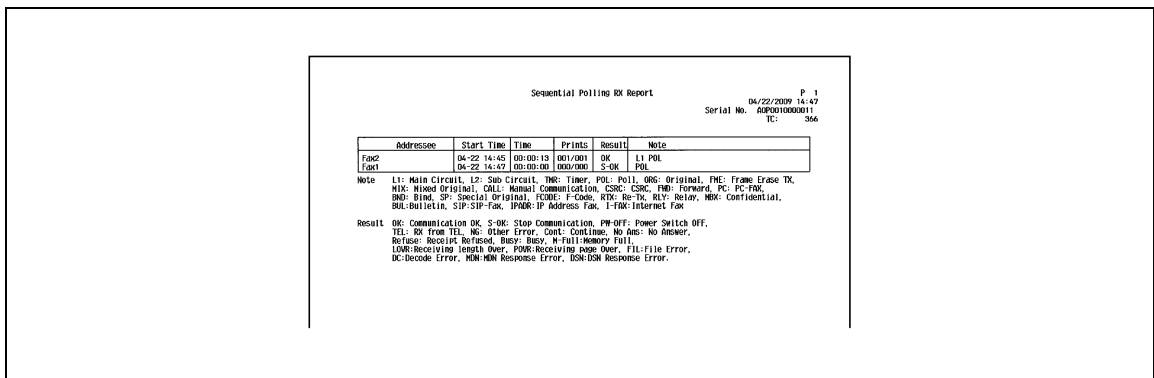 Sequential Polling RX Report
P 1
04/22/2009 14:47
Serial No. A0P0010000011
TC: 366
Addressee Start Time Time Prints Result Note
Fax2 04-22 14:45 00:00:13 001/001 OK L1 POL
Fax1 04-22 14:47 00:00:00 000/000 S-OK POL
Note L1: Main Circuit, L2: Sub Circuit, TMR: Timer, POL: Poll, ORG: Original, FME: Frame Erase TX,
MIX: Mixed Original, CALL: Manual Communication, CSRC: CSRC, FWD: Forward, PC: PC-FAX,
BND: Bind, SP: Special Original, FCODE: F-Code, RTX: Re-Tx, RLY: Relay, MBX: Confidential,
BUL:Bulletin, SIP:SIP-Fax, IPADR:IP Address Fax, I-FAX:Internet Fax
Result OK: Communication OK, S-OK: Stop Communication, PW-OFF: Power Switch OFF,
TEL: RX from TEL, NG: Other Error, Cont: Continue, No Ans: No Answer,
Refuse: Receipt Refused, Busy: Busy, M-Full:Memory Full,
LOVR:Receiving length Over, POVR:Receiving page Over, FIL:File Error,
DC:Decode Error, MDN:MDN Response Error, DSN:DSN Response Error.